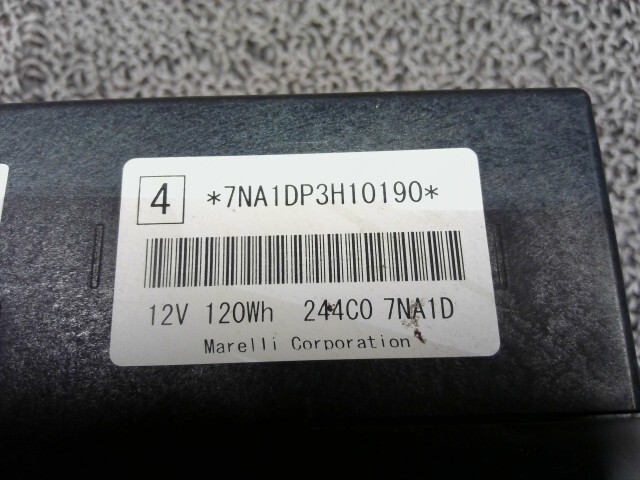 4 *7NA1DP3H10190*
12V 120Wh 244C0 7NA1D
Marelli Corporation